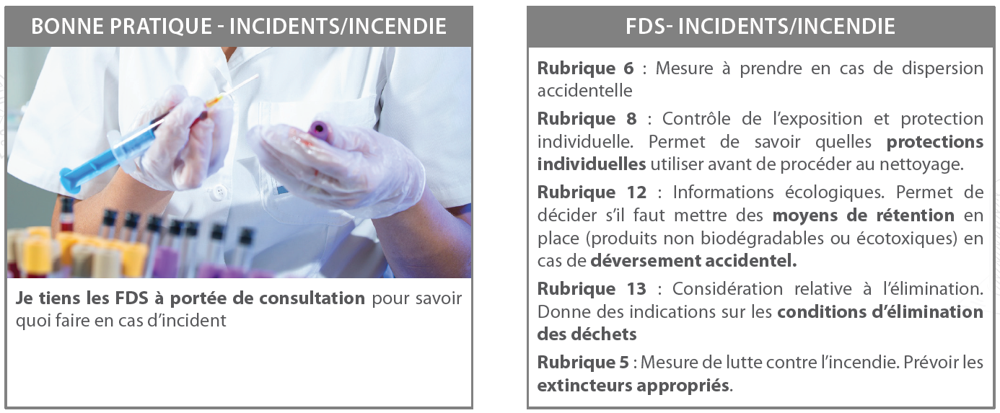 BONNE PRATIQUE - INCIDENTS/INCENDIE
Je tiens les FDS à portée de consultation pour savoir
quoi faire en cas d’incident
FDS- INCIDENTS/INCENDIE
Rubrique 6 : Mesure à prendre en cas de dispersion
accidentelle
Rubrique 8 : Contrôle de l’exposition et protection
individuelle. Permet de savoir quelles protections
individuelles utiliser avant de procéder au nettoyage.
Rubrique 12 : Informations écologiques. Permet de
décider s’il faut mettre des moyens de rétention en
place (produits non biodégradables ou écotoxiques) en
cas de déversement accidentel.
Rubrique 13 : Considération relative à l’élimination.
Donne des indications sur les conditions d’élimination
des déchets
Rubrique 5 : Mesure de lutte contre l’incendie. Prévoir les
extincteurs appropriés.